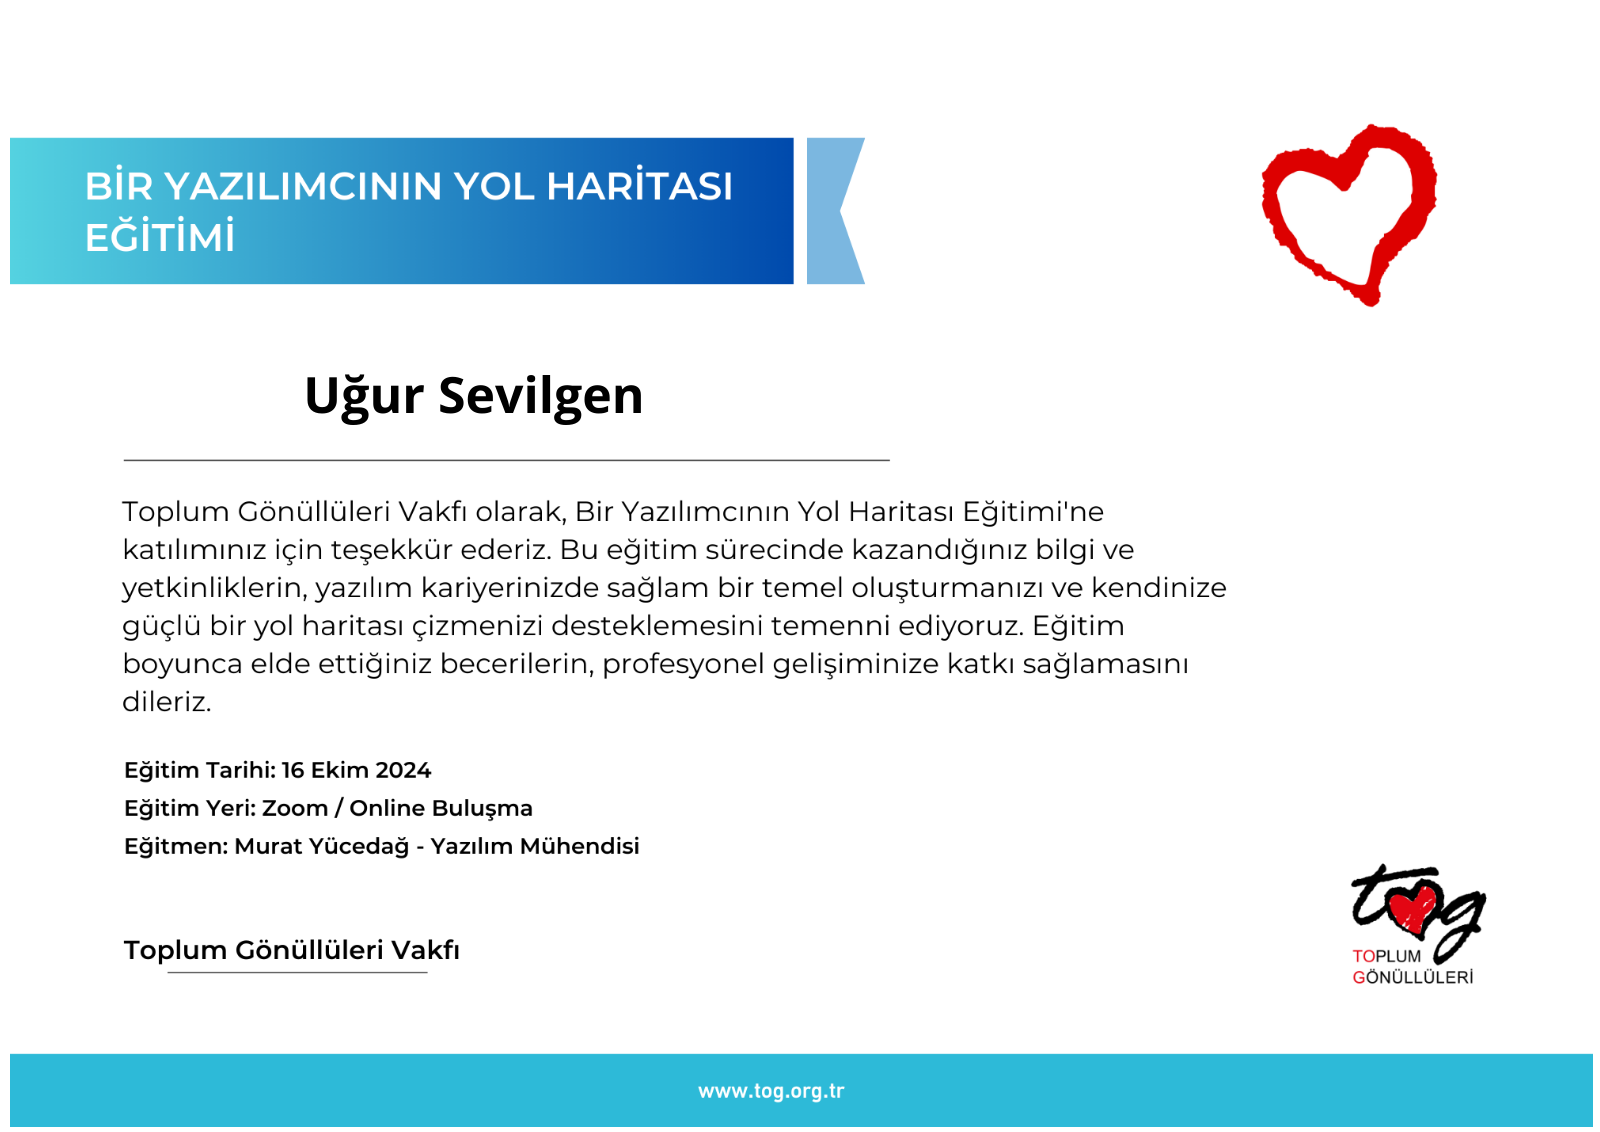 BİR YAZILIMCININ YOL HARİTASI
EĞİTİMİ
Uğur Sevilgen
Toplum Gönüllüleri Vakfı olarak, Bir Yazılımcının Yol Haritası Eğitimi'ne
katılımınız için teşekkür ederiz. Bu eğitim sürecinde kazandığınız bilgi ve
yetkinliklerin, yazılım kariyerinizde sağlam bir temel oluşturmanızı ve kendinize
güçlü bir yol haritası çizmenizi desteklemesini temenni ediyoruz. Eğitim
boyunca elde ettiğiniz becerilerin, profesyonel gelişiminize katkı sağlamasını
dileriz.
Eğitim Tarihi: 16 Ekim 2024
Eğitim Yeri: Zoom / Online Buluşma
Eğitmen: Murat Yücedağ - Yazılım Mühendisi
Toplum Gönüllüleri Vakfı
tog
TOPLUM
GÖNÜLLÜLERİ
www.tog.org.tr